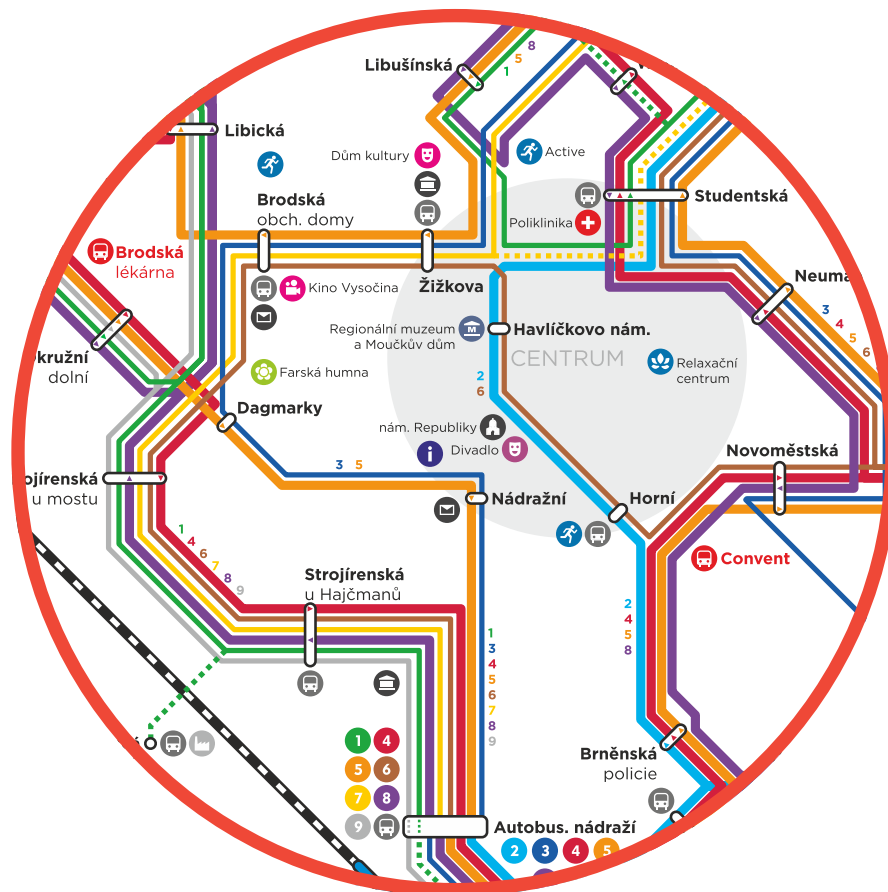 8
5
1
Libušínská
Libická
Dům kultury
Active
Brodská
obch. domy
Studentská
Poliklinika
Brodská
lékárna
Kino Vysočina
Žižkova
3
4
5
6
Regionální muzeum
a Moučkův dům
M
Havlíčkovo nám.
CENTRUM
dolní
Farská humna
2
6
Relaxační
centrum
Dagmarky
nám. Republiky
i
Divadlo
Novoměstská
u mostu
3 5
Nádražní
Horní
1
4
6
7
8
9
Strojírenská
u Hajčmanů
Convent
2
4
5
8
1
3
4
5
6
7
8
9
1 4
5 6
7 8
9
Brněnská
policie
Autobus. nádraží
2 3 4 5